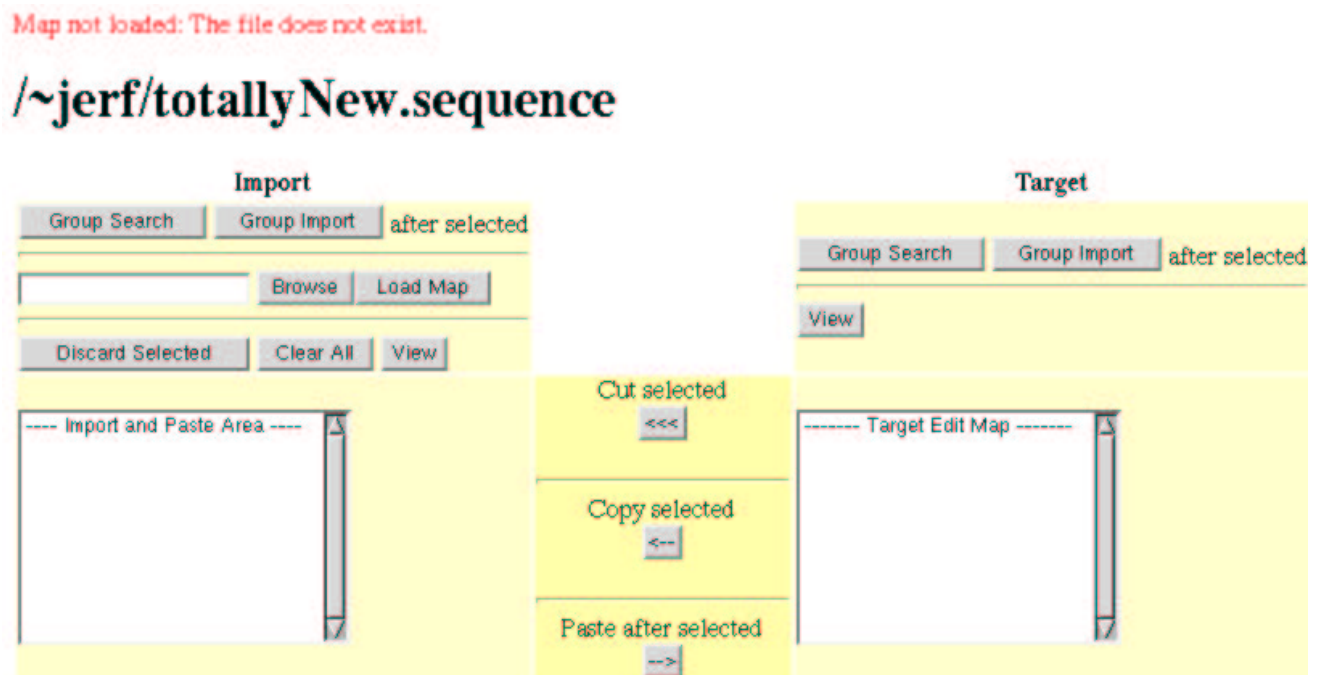 Map not loaded: The file does not exist.
/~jerf/totallyNew.sequence
Import
Target
Group Search Group Import after selected
Group Search Group Import after selected
Browse Load Map
View
Discard Selected Clear All View
Cut selected
<<<
---- Import and Paste Area ----
------- Target Edit Map -------
Copy selected
<--
Paste after selected
-->